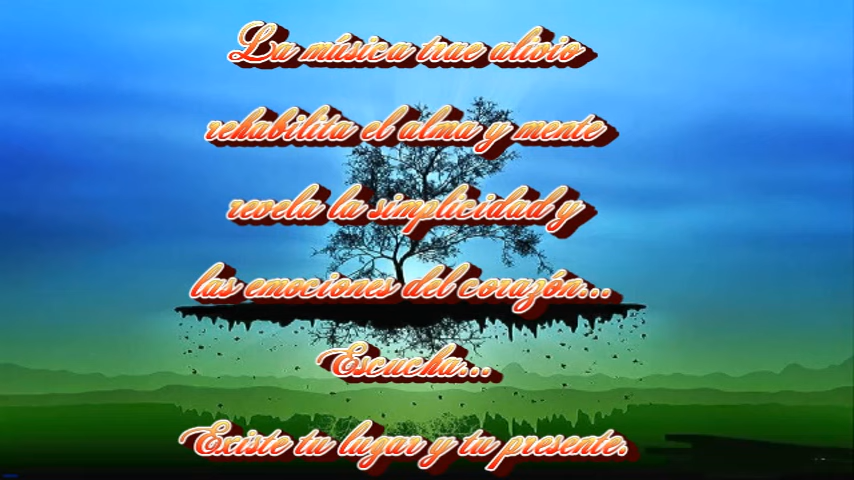 La música trae alivio
rehabilita el alma y mente
revela la simplicidad y
las emociones del corazón...
Escucha...
Existe tu lugar y tu presente.